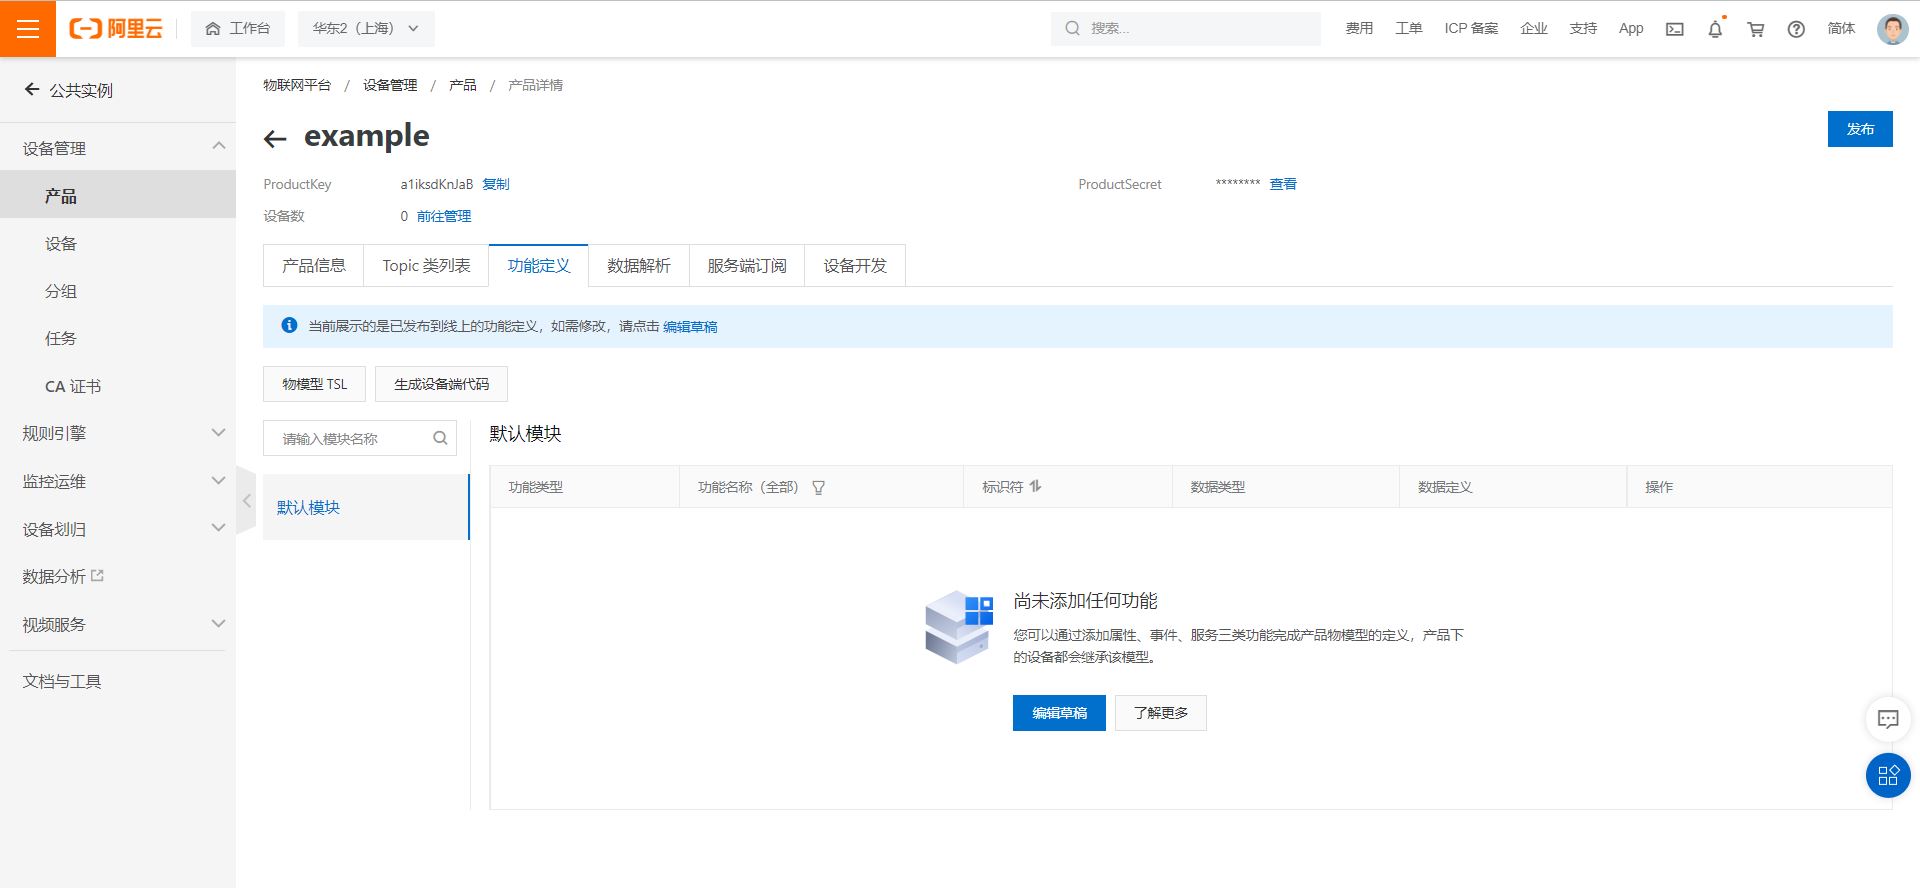 阿里云
工作台
华东2（上海）
搜索...
费用
工单
ICP 备案
企业
支持
App
简体
公共实例
设备管理
产品
设备
分组
任务
CA 证书
规则引擎
监控运维
设备划归
数据分析
视频服务
文档与工具
物联网平台 / 设备管理 / 产品 / 产品详情
example
发布
ProductKey a1iksdKnJaB 复制
ProductSecret ******** 查看
设备数 0 前往管理
产品信息 Topic 类列表 功能定义 数据解析 服务端订阅 设备开发
当前展示的是已发布到线上的功能定义，如需修改，请点击 编辑草稿
物模型 TSL 生成设备端代码
请输入模块名称
默认模块
默认模块
功能类型 功能名称（全部） 标识符 数据类型 数据定义 操作
尚未添加任何功能
您可以通过添加属性、事件、服务三类功能完成产品物模型的定义，产品下
的设备都会继承该模型。
编辑草稿 了解更多